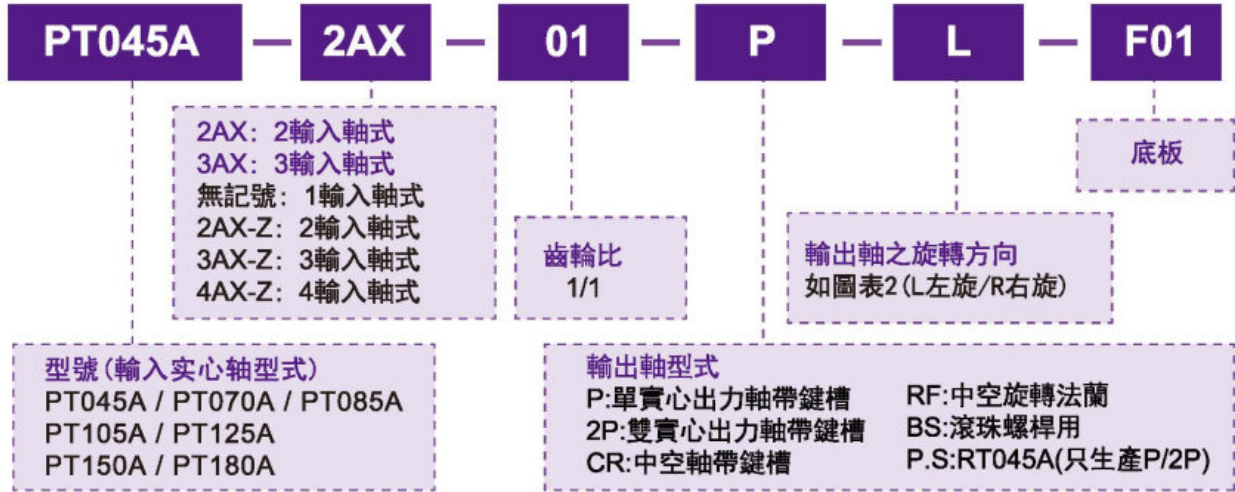 PT045A — 2AX — 01 — P — L — F01
2AX: 2輸入軸式
3AX: 3輸入軸式
無記號: 1輸入軸式
2AX-Z: 2輸入軸式
3AX-Z: 3輸入軸式
4AX-Z: 4輸入軸式
齒輪比
1/1
輸出軸之旋轉方向
如圖表2(L左旋/R右旋)
底板
型號(輸入实心轴型式)
PT045A / PT070A / PT085A
PT105A / PT125A
PT150A / PT180A
輸出軸型式
P:單實心出力軸帶鍵槽
2P:雙實心出力軸帶鍵槽
CR:中空軸帶鍵槽
RF:中空旋轉法蘭
BS:滾珠螺桿用
P.S:RT045A(只生產P/2P)